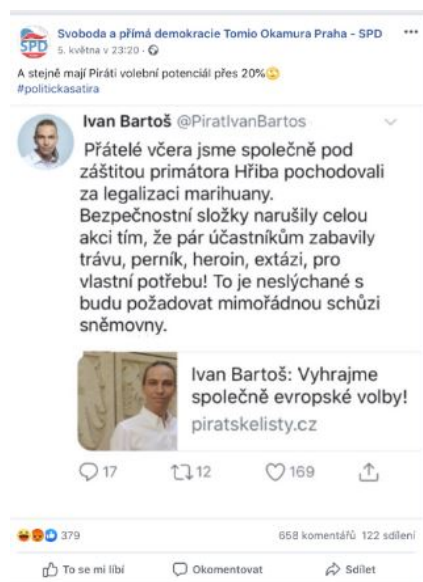 Svoboda a přímá demokracie Tomio Okamura Praha - SPD
SPD
5. května v 23:20 ·
A stejně mají Piráti volební potenciál přes 20%🙄
#politickasatira
Ivan Bartoš @PiratIvanBartos
Přátelé včera jsme společně pod
záštitou primátora Hřiba pochodovali
za legalizaci marihuany.
Bezpečnostní složky narušily celou
akci tím, že pár účastníkům zabavily
trávu, perník, heroin, extázi, pro
vlastní potřebu! To je neslýchané s
budu požadovat mimořádnou schůzi
sněmovny.
Ivan Bartoš: Vyhrajme
společně evropské volby!
piratskelisty.cz
17 12 169
379 658 komentářů 122 sdílení
To se mi líbí Okomentovat Sdílet